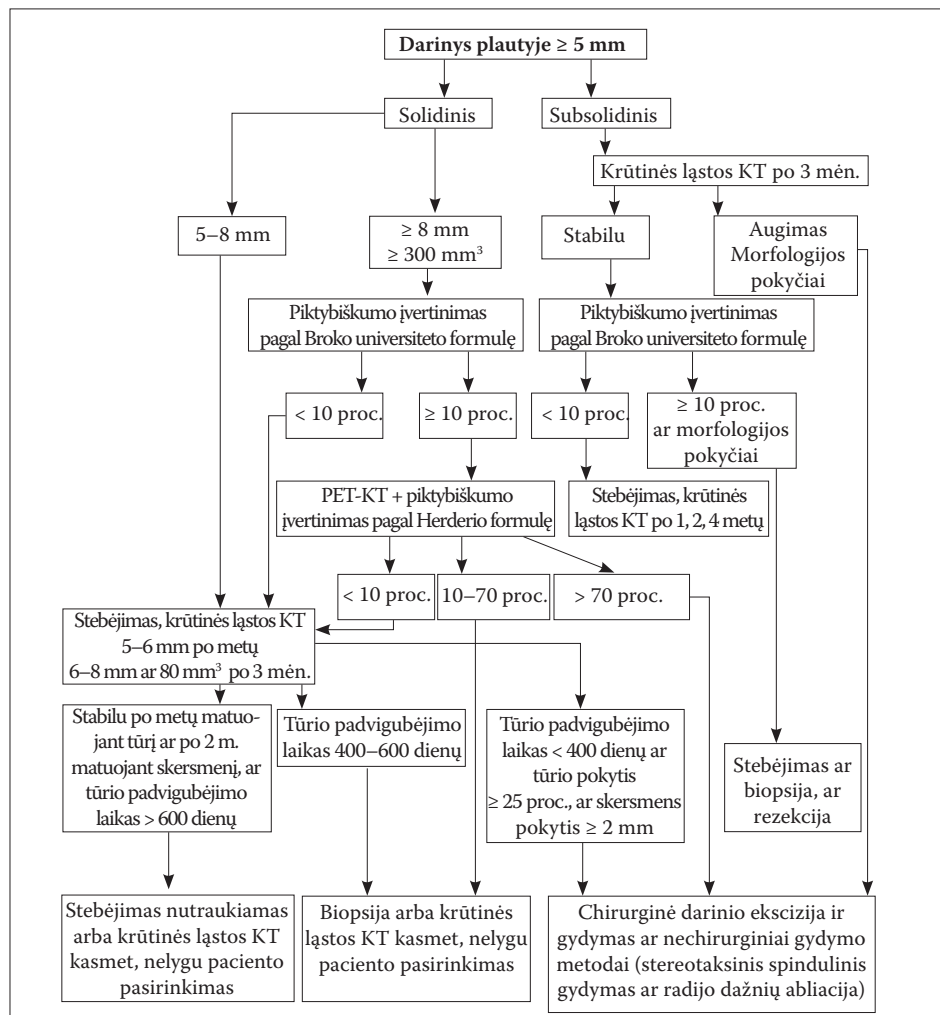 Darinys plautyje ≥ 5 mm
Solidinis
Subsolidinis
Krūtinės ląstos KT po 3 mėn.
5–8 mm
≥ 8 mm
≥ 300 mm³
Stabilu
Augimas
Morfologijos
pokyčiai
Piktybiškumo įvertinimas
pagal Broko universiteto formulę
Piktybiškumo įvertinimas
pagal Broko universiteto formulę
< 10 proc.
≥ 10 proc.
< 10 proc.
≥ 10 proc.
ar morfologijos
pokyčiai
PET-KT + piktybiškumo
įvertinimas pagal Herderio formulę
Stebėjimas, krūtinės
ląstos KT po 1, 2, 4 metų
< 10 proc.
10–70 proc.
> 70 proc.
Stebėjimas, krūtinės ląstos KT
5–6 mm po metų
6–8 mm ar 80 mm³ po 3 mėn.
Stabilu po metų matuo-
jant tūrį ar po 2 m.
matuojant skersmenį, ar
tūrio padvigubėjimo
laikas > 600 dienų
Tūrio padvigubėjimo
laikas 400–600 dienų
Tūrio padvigubėjimo
laikas < 400 dienų ar
tūrio pokytis
≥ 25 proc., ar skersmens
pokytis ≥ 2 mm
Stebėjimas ar
biopsija, ar
rezekcija
Stebėjimas nutraukiamas
arba krūtinės ląstos KT
kasmet, nelygu paciento
pasirinkimas
Biopsija arba krūtinės
ląstos KT kasmet, nelygu
paciento pasirinkimas
Chirurginė darinio ekscizija ir
gydymas ar nechirurginiai gydymo
metodai (stereotaksinis spindulinis
gydymas ar radijo dažnių abliacija)